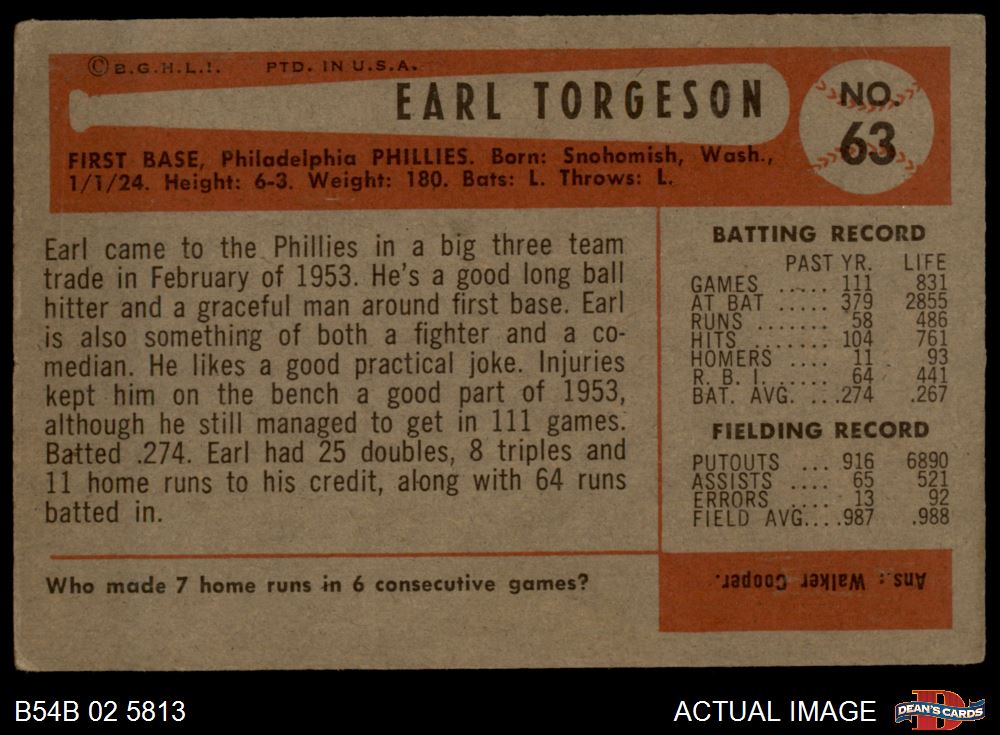 ©B.G.H.L.I. PTD. IN U.S.A.
EARL TORGESON
NO.
63
FIRST BASE, Philadelphia PHILLIES. Born: Snohomish, Wash.,
1/1/24. Height: 6-3. Weight: 180. Bats: L. Throws: L.
Earl came to the Phillies in a big three team
trade in February of 1953. He's a good long ball
hitter and a graceful man around first base. Earl
is also something of both a fighter and a co-
median. He likes a good practical joke. Injuries
kept him on the bench a good part of 1953,
although he still managed to get in 111 games.
Batted .274. Earl had 25 doubles, 8 triples and
11 home runs to his credit, along with 64 runs
batted in.
BATTING RECORD
PAST YR. LIFE
GAMES ..... 111 831
AT BAT ..... 379 2855
RUNS ....... 58 486
HITS ....... 104 761
HOMERS ... 11 93
R. B. I. ..... 64 441
BAT. AVG. ...274 .267
FIELDING RECORD
PUTOUTS ... 916 6890
ASSISTS .... 65 521
ERRORS .... 13 92
FIELD AVG....987 .988
Who made 7 home runs in 6 consecutive games?
Ans.: Walker Cooper.
B54B 02 5813
ACTUAL IMAGE
DEAN'S CARDS